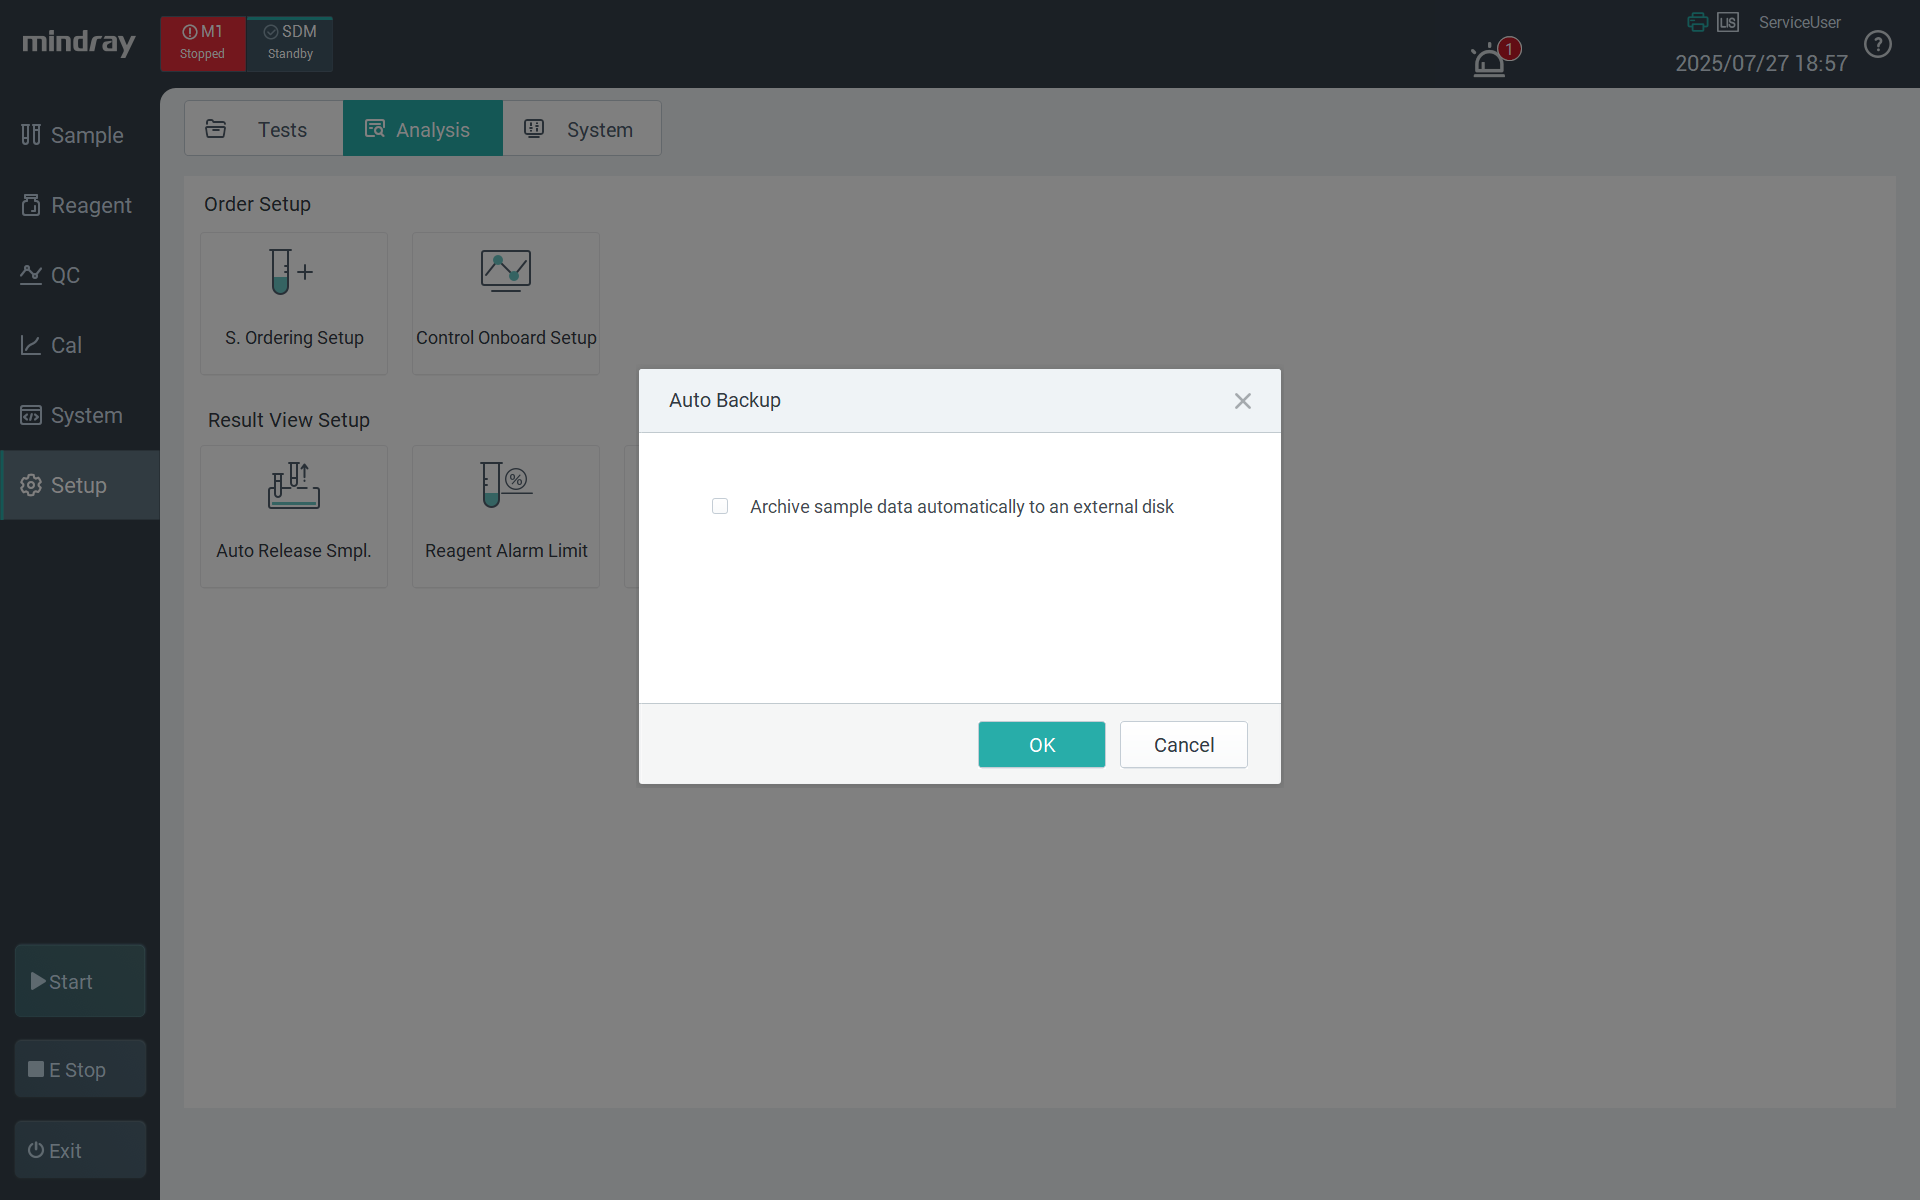 mindray
M1
Stopped
SDM
Standby
1
LIS
ServiceUser
2025/07/27 18:57
?
Sample
Reagent
QC
Cal
System
Setup
Start
E Stop
Exit
Tests
Analysis
System
Order Setup
S. Ordering Setup
Control Onboard Setup
Result View Setup
Auto Release Smpl.
%
Reagent Alarm Limit
Auto Backup
Archive sample data automatically to an external disk
OK
Cancel